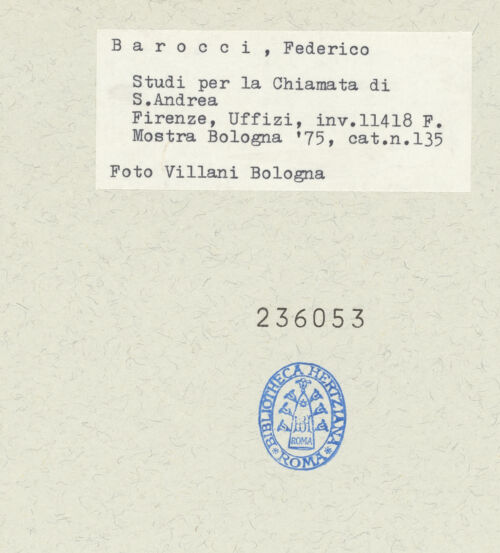 B a r o c c i , Federico
Studi per la Chiamata di
S.Andrea
Firenze, Uffizi, inv.11418 F.
Mostra Bologna '75, cat.n.135
Foto Villani Bologna
236053
BIBLIOTHECA HERTZIANA
ROMA
ROMA